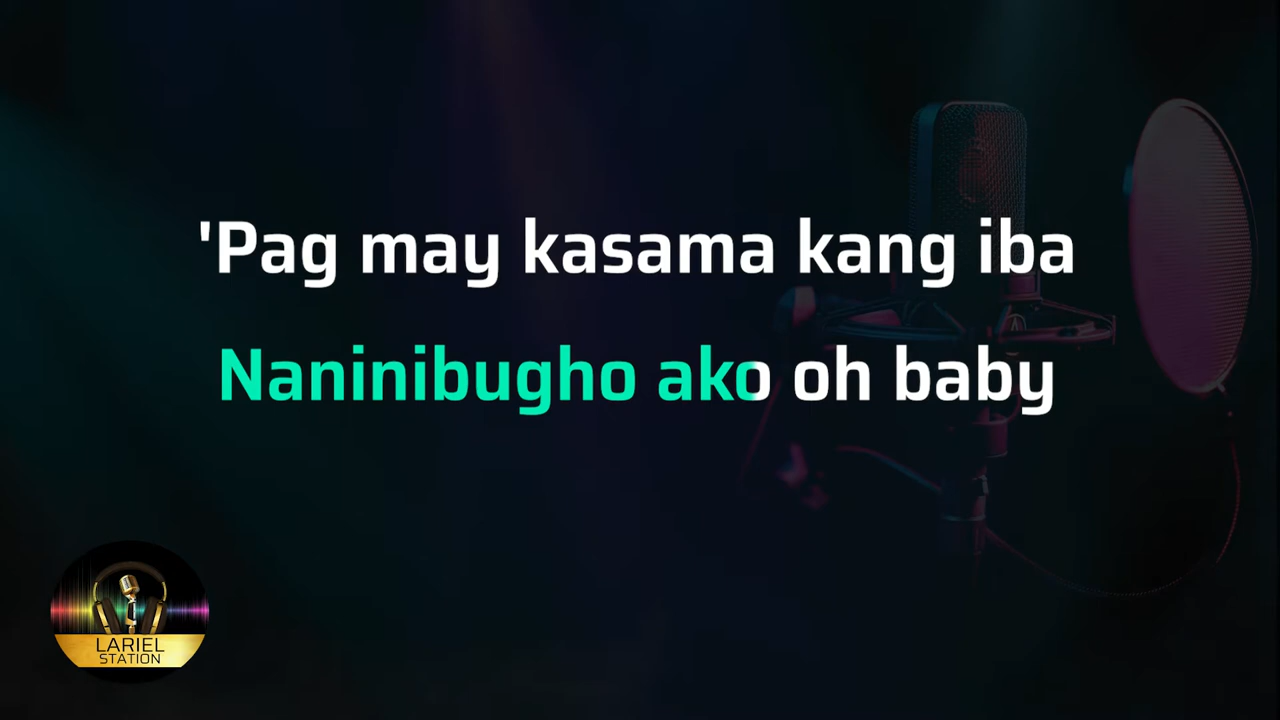 'Pag may kasama kang iba
Naninibugho ako oh baby
LARIEL
STATION